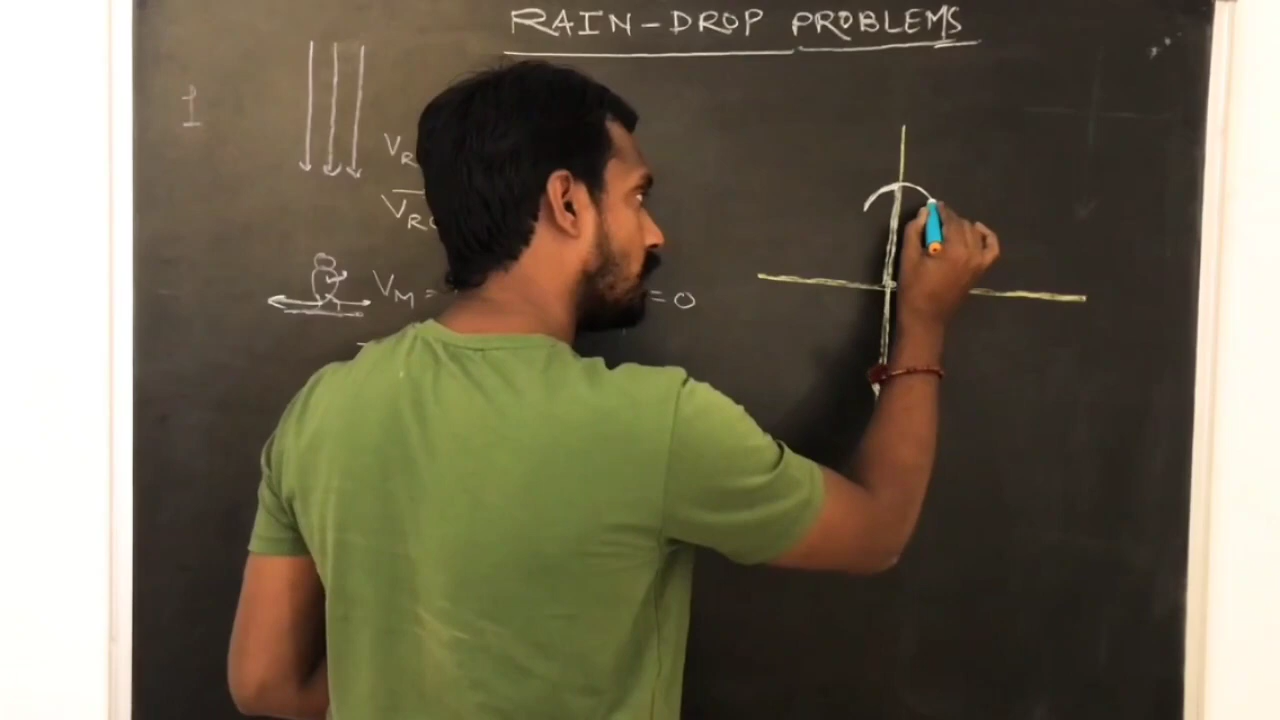 RAIN-DROP PROBLEMS
1
V_R
V_R
V_M = = 0